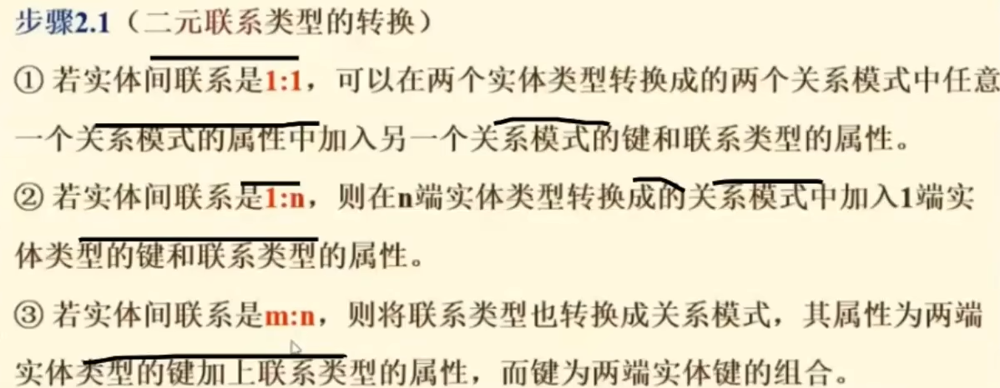 步骤2.1（二元联系类型的转换）
① 若实体间联系是1:1，可以在两个实体类型转换成的两个关系模式中任意
一个关系模式的属性中加入另一个关系模式的键和联系类型的属性。
② 若实体间联系是1:n，则在n端实体类型转换成的关系模式中加入1端实
体类型的键和联系类型的属性。
③ 若实体间联系是m:n，则将联系类型也转换成关系模式，其属性为两端
实体类型的键加上联系类型的属性，而键为两端实体键的组合。